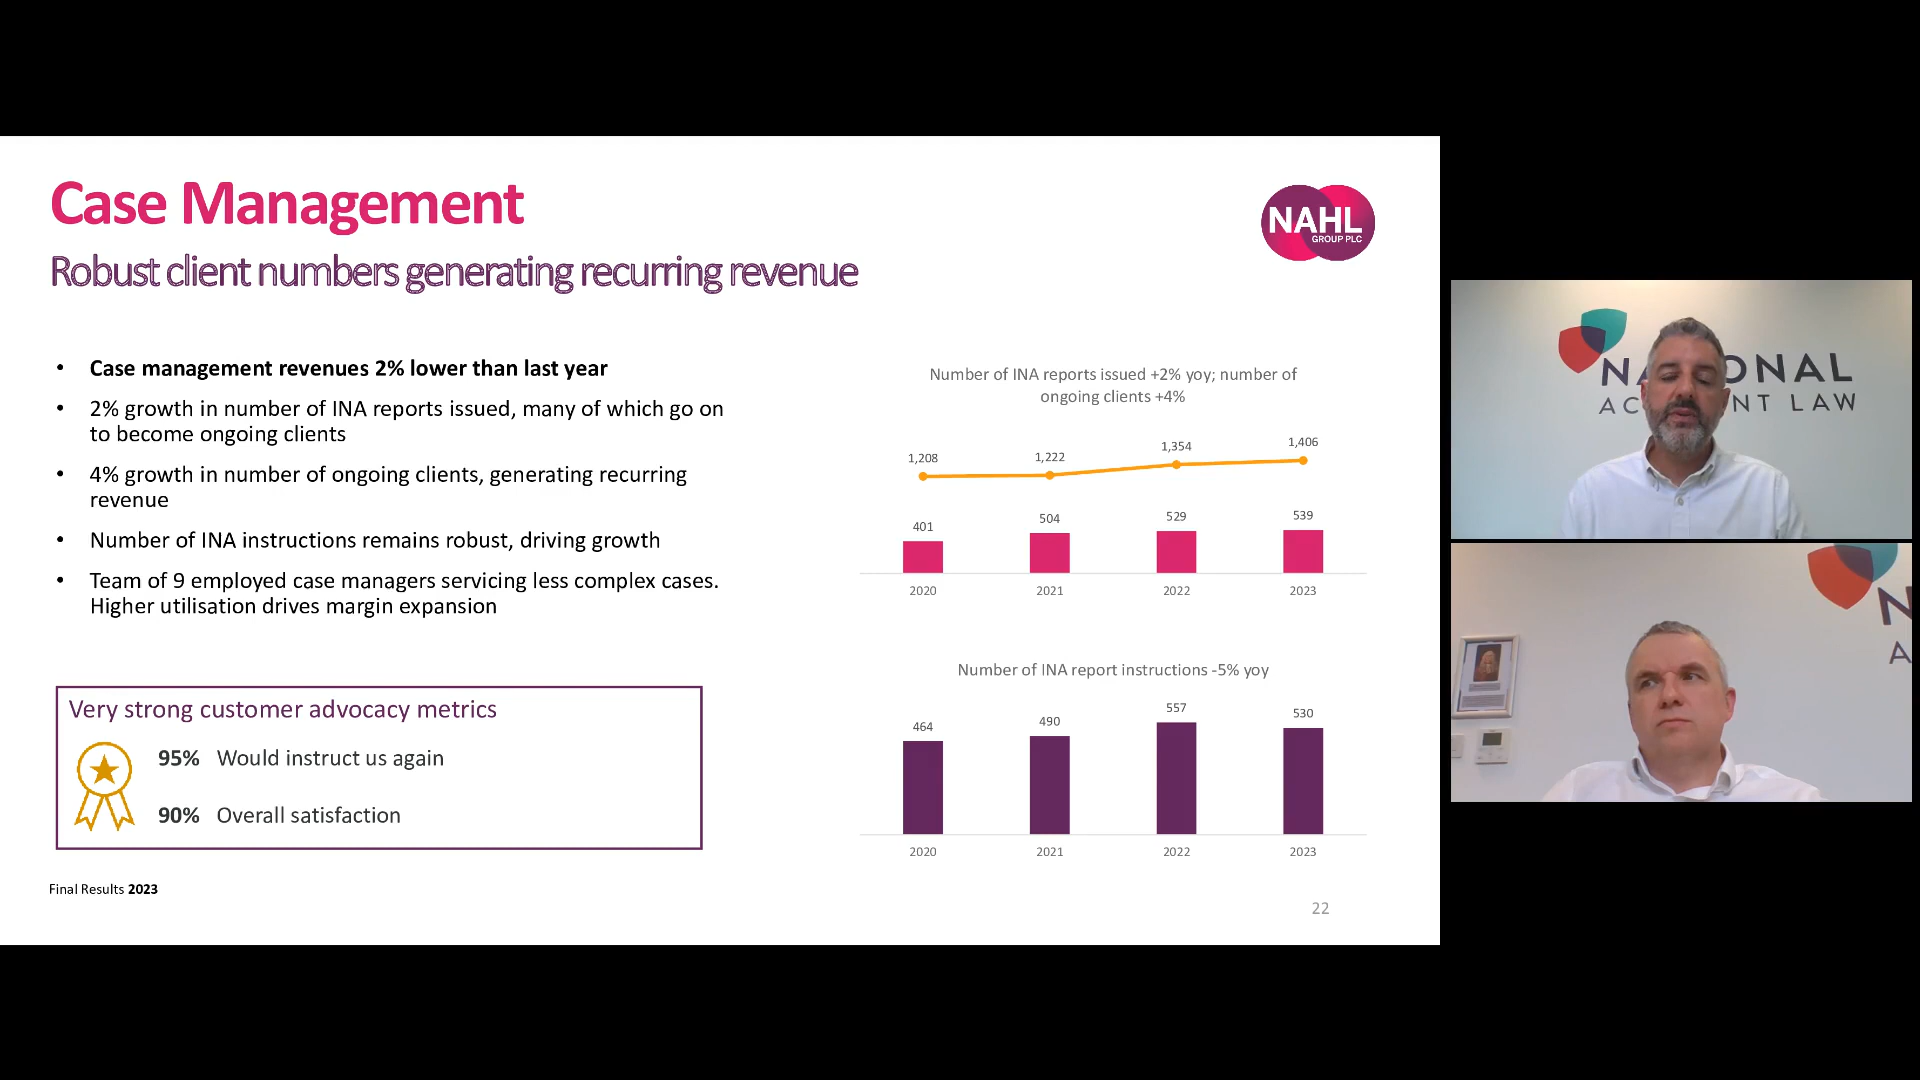 Case Management
Robust client numbers generating recurring revenue
NAHL
GROUP PLC
• Case management revenues 2% lower than last year
• 2% growth in number of INA reports issued, many of which go on
to become ongoing clients
• 4% growth in number of ongoing clients, generating recurring
revenue
• Number of INA instructions remains robust, driving growth
• Team of 9 employed case managers servicing less complex cases.
Higher utilisation drives margin expansion
Very strong customer advocacy metrics
95% Would instruct us again
90% Overall satisfaction
Final Results 2023
Number of INA reports issued +2% yoy; number of
ongoing clients +4%
1,208 1,222 1,354 1,406
401 504 529 539
2020 2021 2022 2023
Number of INA report instructions -5% yoy
464 490 557 530
2020 2021 2022 2023
22
NA ONAL
AC NT LAW
N
A